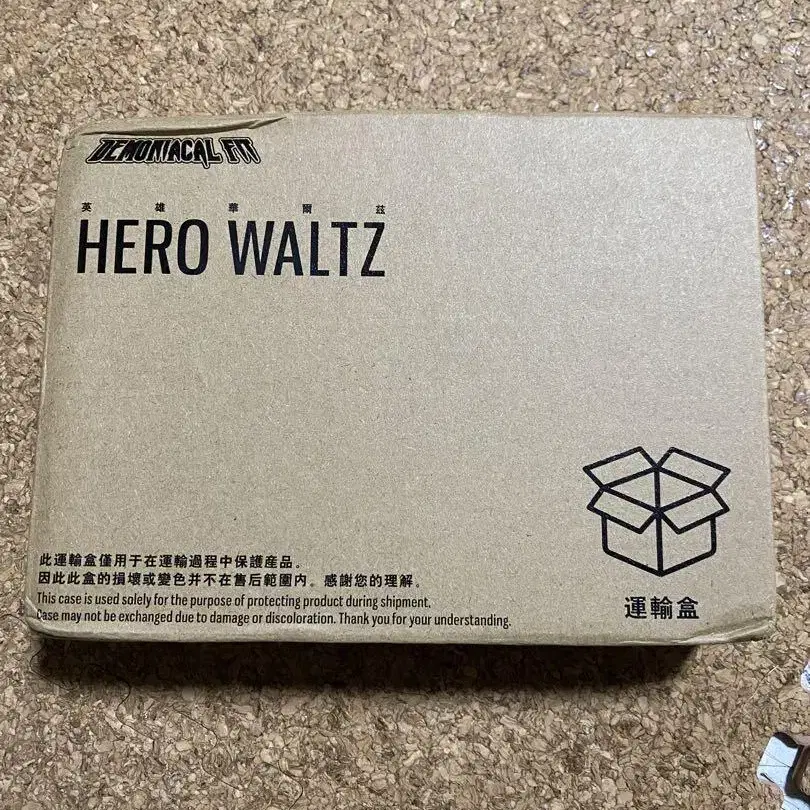 DEMONIACAL FIT
英雄華爾茲
HERO WALTZ
此運輸盒僅用于在運輸過程中保護産品。
因此此盒的損壞或變色并不在售后範圍内。感謝您的理解。
This case is used solely for the purpose of protecting product during shipment.
Case may not be exchanged due to damage or discoloration. Thank you for your understanding.
運輸盒